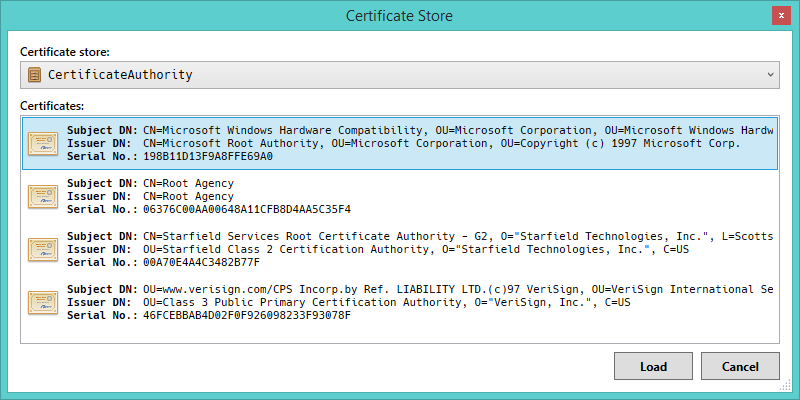 Certificate Store
x
Certificate store:
CertificateAuthority
Certificates:
Subject DN: CN=Microsoft Windows Hardware Compatibility, OU=Microsoft Corporation, OU=Microsoft Windows Hardw
Issuer DN: CN=Microsoft Root Authority, OU=Microsoft Corporation, OU=Copyright (c) 1997 Microsoft Corp.
Serial No.: 198B11D13F9A8FFE69A0
Subject DN: CN=Root Agency
Issuer DN: CN=Root Agency
Serial No.: 06376C00AA00648A11CFB8D4AA5C35F4
Subject DN: CN=Starfield Services Root Certificate Authority - G2, O="Starfield Technologies, Inc.", L=Scotts
Issuer DN: OU=Starfield Class 2 Certification Authority, O="Starfield Technologies, Inc.", C=US
Serial No.: 00A70E4A4C3482B77F
Subject DN: OU=www.verisign.com/CPS Incorp.by Ref. LIABILITY LTD.(c)97 VeriSign, OU=VeriSign International Se
Issuer DN: OU=Class 3 Public Primary Certification Authority, O="VeriSign, Inc.", C=US
Serial No.: 46FCEBBAB4D02F0F926098233F93078F
Load
Cancel